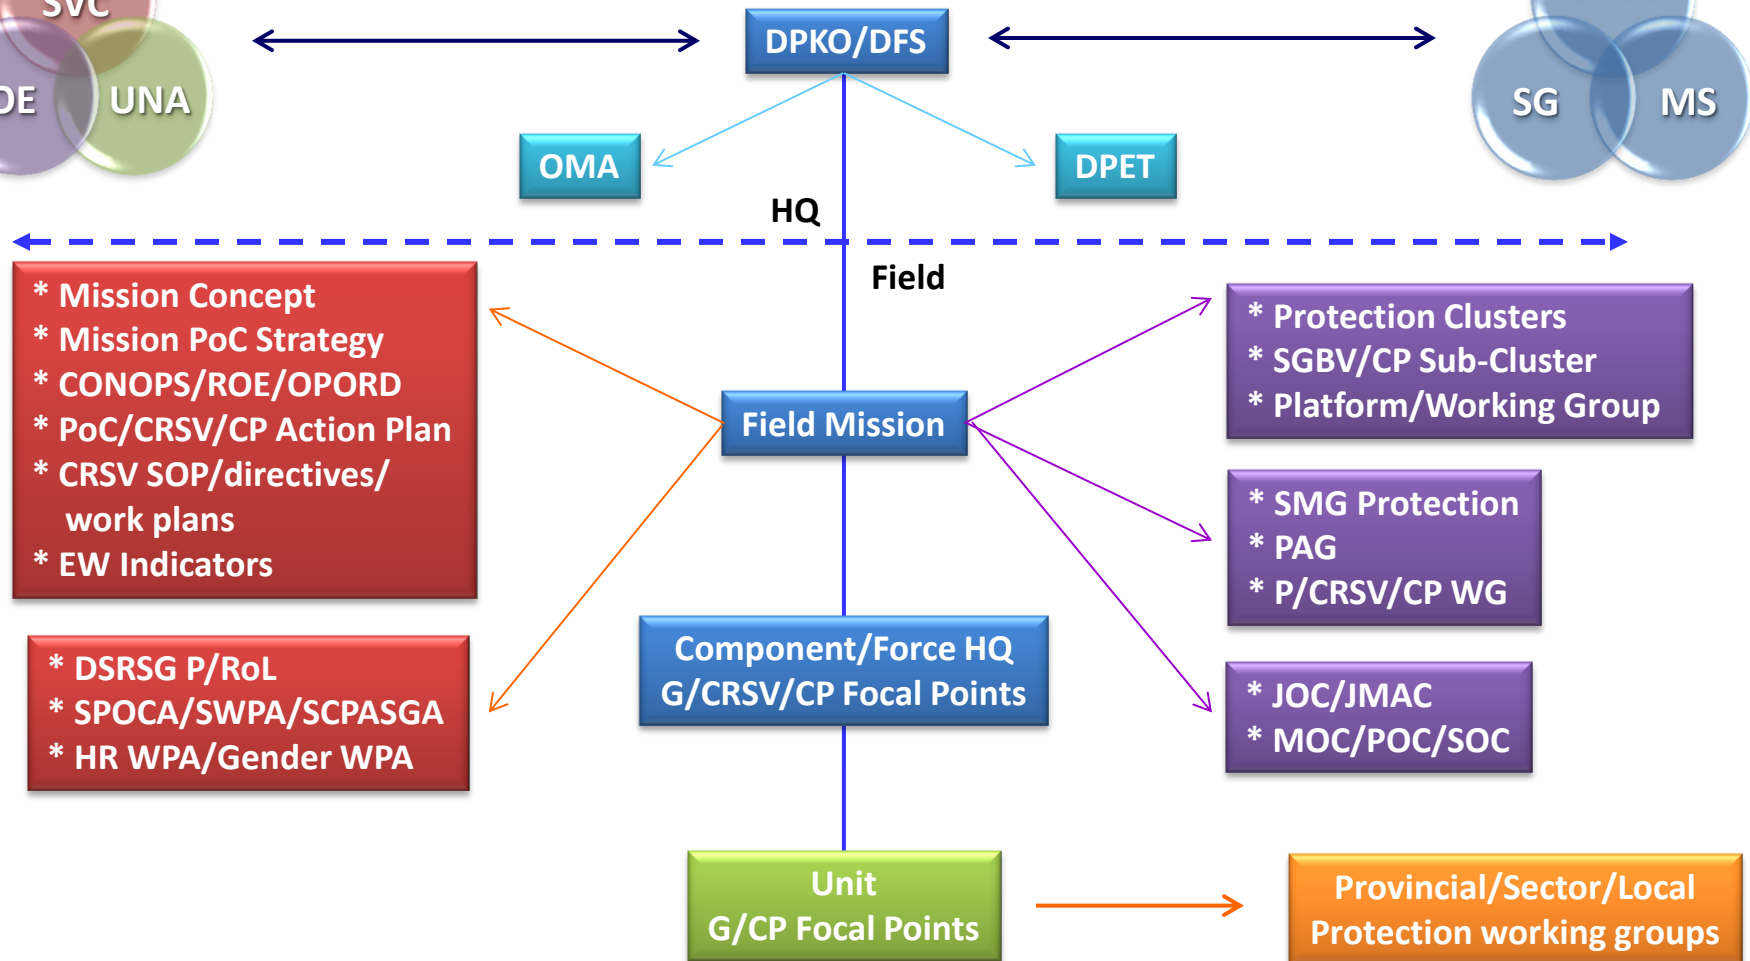 SVC
UNA
DPKO/DFS
SG
MS
OMA
DPET
HQ
Field
* Mission Concept
* Mission PoC Strategy
* CONOPS/ROE/OPORD
* PoC/CRSV/CP Action Plan
* CRSV SOP/directives/
work plans
* EW Indicators
* Protection Clusters
* SGBV/CP Sub-Cluster
* Platform/Working Group
Field Mission
* SMG Protection
* PAG
* P/CRSV/CP WG
* DSRSG P/RoL
* SPOCA/SWPA/SCPASGA
* HR WPA/Gender WPA
Component/Force HQ
G/CRSV/CP Focal Points
* JOC/JMAC
* MOC/POC/SOC
Unit
G/CP Focal Points
Provincial/Sector/Local
Protection working groups